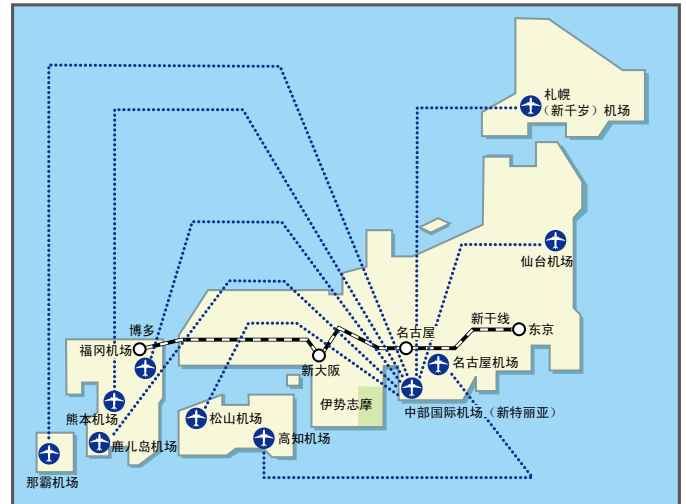 札幌
（新千岁）机场
仙台机场
新干线
东京
博多
名古屋
福冈机场
新大阪
名古屋机场
伊势志摩
中部国际机场（新特丽亚）
熊本机场
松山机场
高知机场
鹿儿岛机场
那霸机场